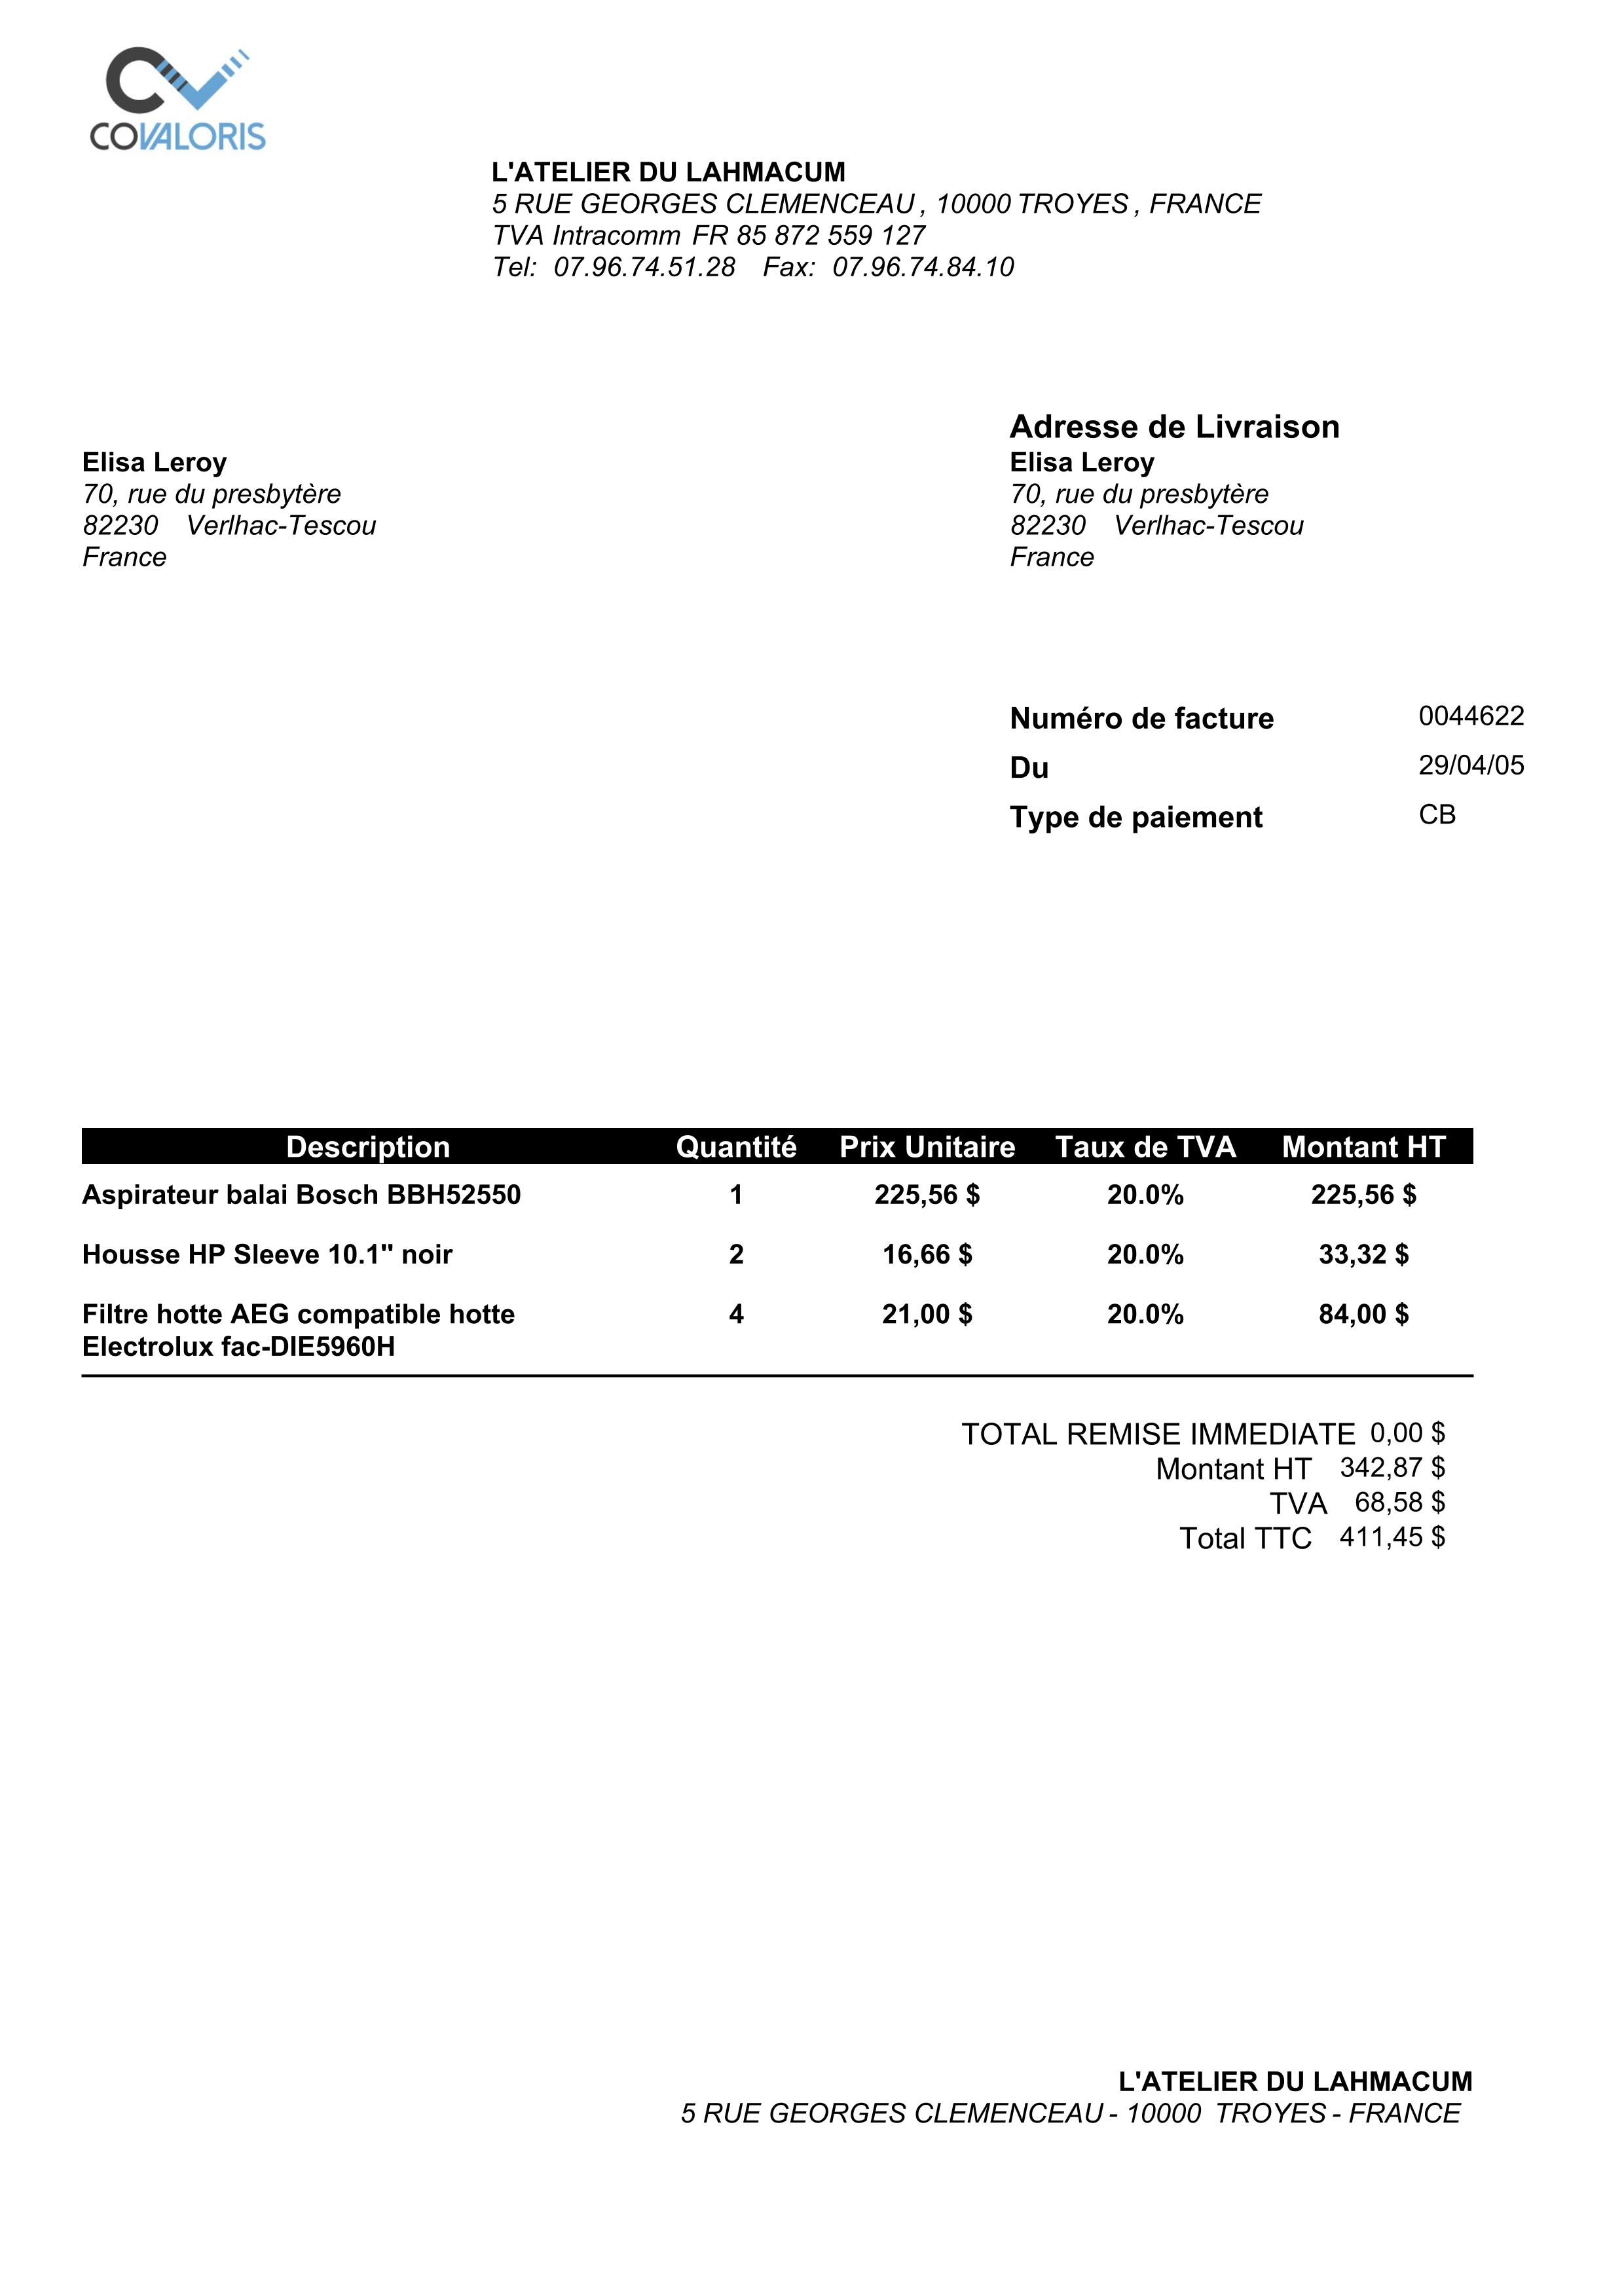 COVALORIS
L'ATELIER DU LAHMACUM
5 RUE GEORGES CLEMENCEAU , 10000 TROYES , FRANCE
TVA Intracomm FR 85 872 559 127
Tel: 07.96.74.51.28 Fax: 07.96.74.84.10
Adresse de Livraison
Elisa Leroy
70, rue du presbytère
82230 Verlhac-Tescou
France
Elisa Leroy
70, rue du presbytère
82230 Verlhac-Tescou
France
Numéro de facture 0044622
Du 29/04/05
Type de paiement CB
Description Quantité Prix Unitaire Taux de TVA Montant HT
Aspirateur balai Bosch BBH52550 1 225,56 $ 20.0% 225,56 $
Housse HP Sleeve 10.1" noir 2 16,66 $ 20.0% 33,32 $
Filtre hotte AEG compatible hotte 4 21,00 $ 20.0% 84,00 $
Electrolux fac-DIE5960H
TOTAL REMISE IMMEDIATE 0,00 $
Montant HT 342,87 $
TVA 68,58 $
Total TTC 411,45 $
L'ATELIER DU LAHMACUM
5 RUE GEORGES CLEMENCEAU - 10000 TROYES - FRANCE